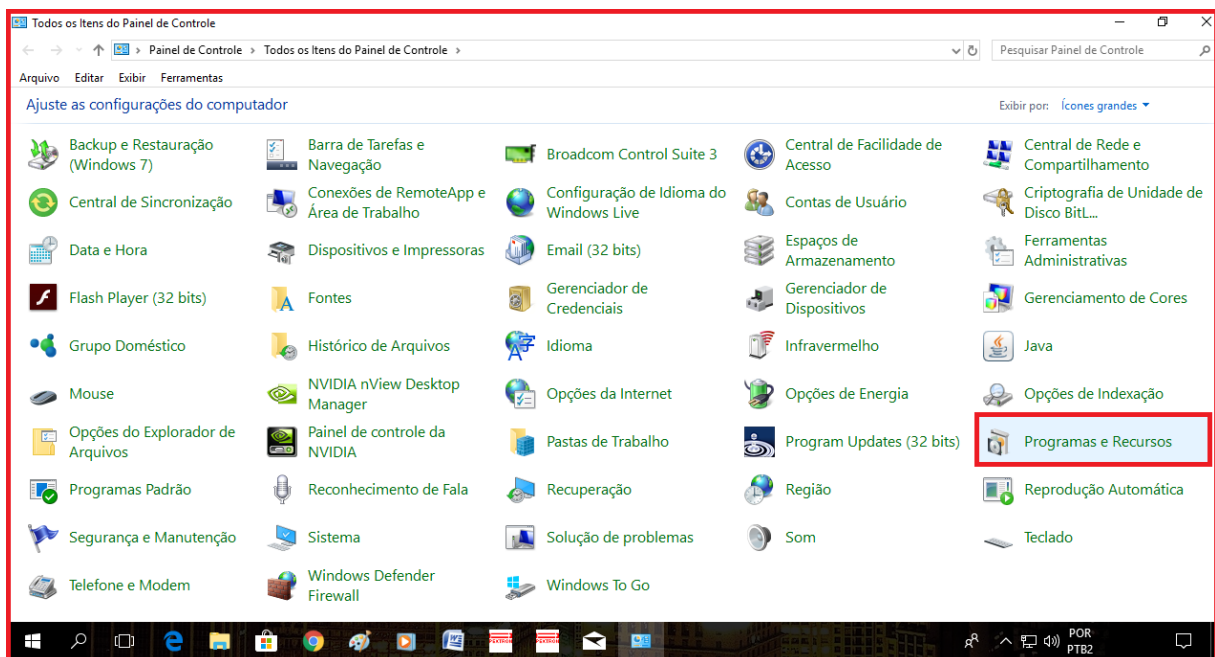 Todos os Itens do Painel de Controle
Painel de Controle > Todos os Itens do Painel de Controle >
Pesquisar Painel de Controle
Arquivo Editar Exibir Ferramentas
Ajuste as configurações do computador
Exibir por: Ícones grandes
Backup e Restauração
(Windows 7)
Barra de Tarefas e
Navegação
Broadcom Control Suite 3
Central de Facilidade de
Acesso
Central de Rede e
Compartilhamento
Central de Sincronização
Conexões de RemoteApp e
Área de Trabalho
Configuração de Idioma do
Windows Live
Contas de Usuário
Criptografia de Unidade de
Disco BitL...
Data e Hora
Dispositivos e Impressoras
Email (32 bits)
Espaços de
Armazenamento
Ferramentas
Administrativas
Flash Player (32 bits)
Fontes
Gerenciador de
Credenciais
Gerenciador de
Dispositivos
Gerenciamento de Cores
Grupo Doméstico
Histórico de Arquivos
Idioma
Infravermelho
Java
Mouse
NVIDIA nView Desktop
Manager
Opções da Internet
Opções de Energia
Opções de Indexação
Opções do Explorador de
Arquivos
Painel de controle da
NVIDIA
Pastas de Trabalho
Program Updates (32 bits)
Programas e Recursos
Programas Padrão
Reconhecimento de Fala
Recuperação
Região
Reprodução Automática
Segurança e Manutenção
Sistema
Solução de problemas
Som
Teclado
Telefone e Modem
Windows Defender
Firewall
Windows To Go
POR
PTB2